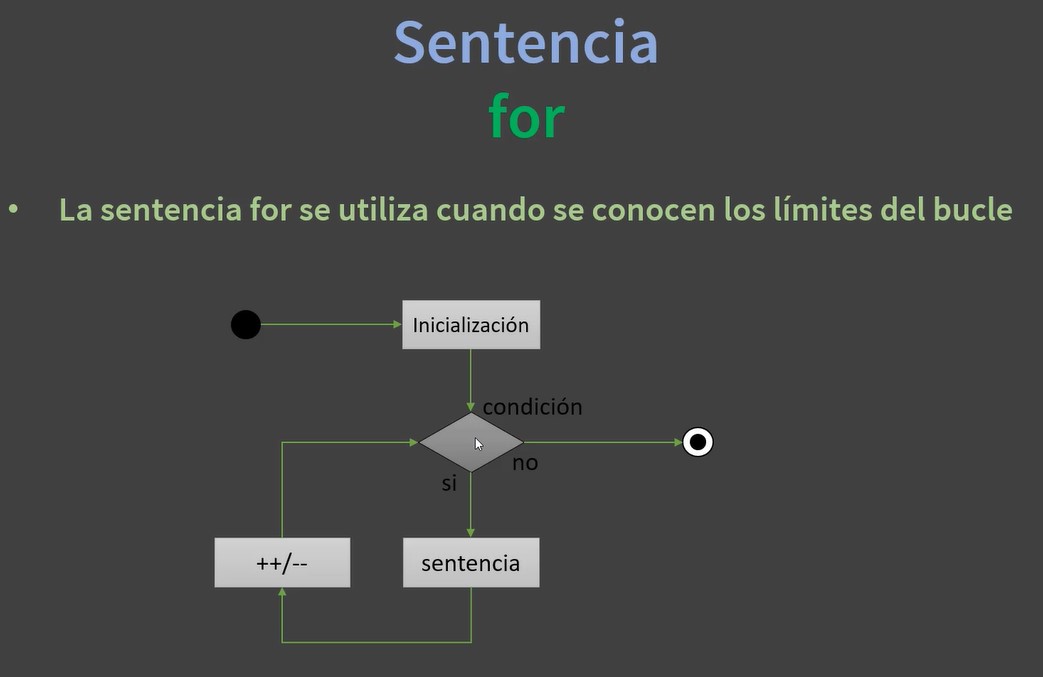 Sentencia
for
• La sentencia for se utiliza cuando se conocen los límites del bucle
Inicialización
condición
no
si
++/--
sentencia